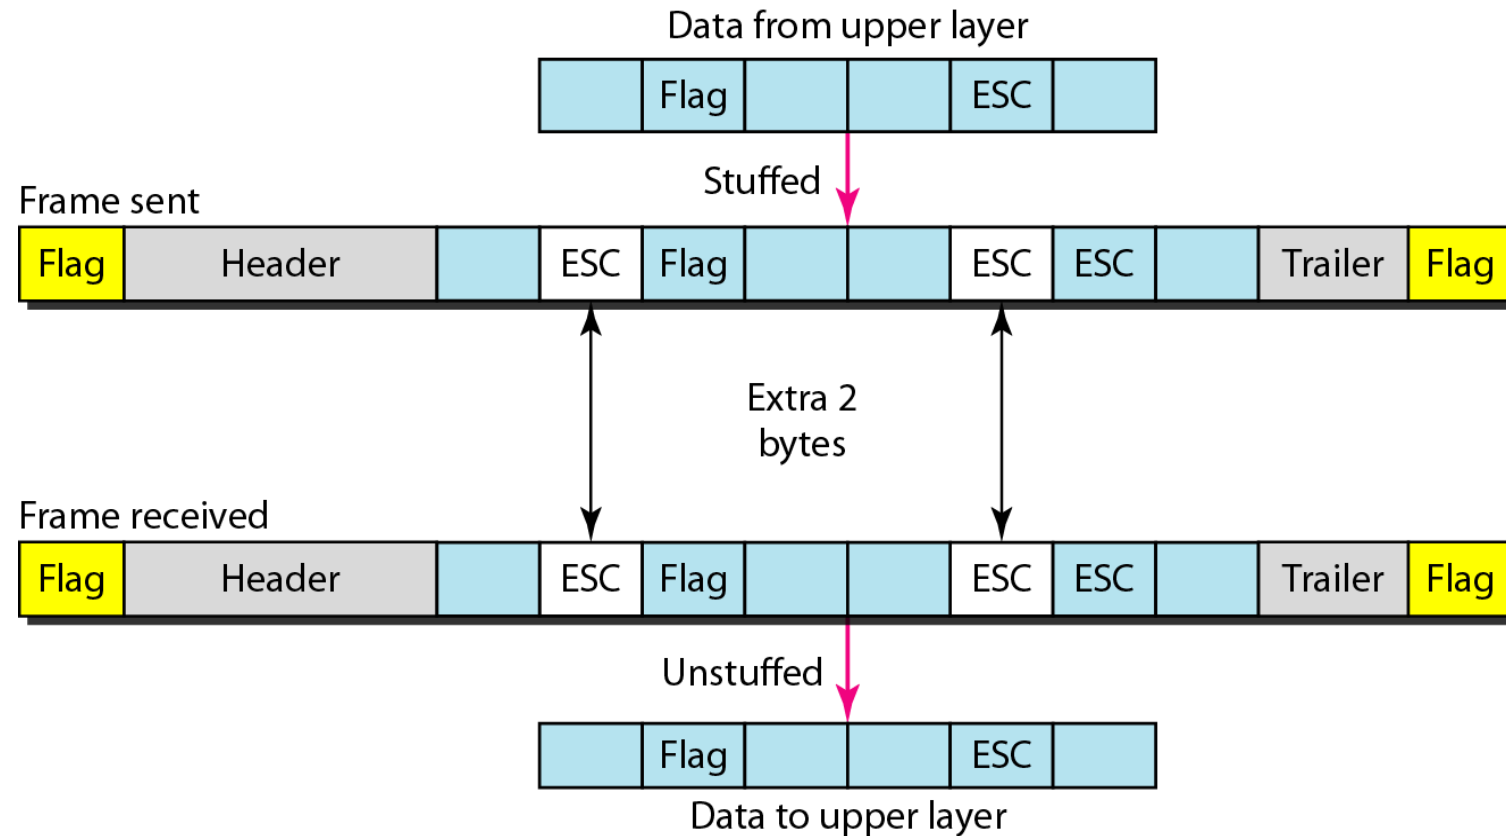 Data from upper layer
Flag ESC
Stuffed
Frame sent
Flag Header ESC Flag ESC ESC Trailer Flag
Extra 2
bytes
Frame received
Flag Header ESC Flag ESC ESC Trailer Flag
Unstuffed
Flag ESC
Data to upper layer